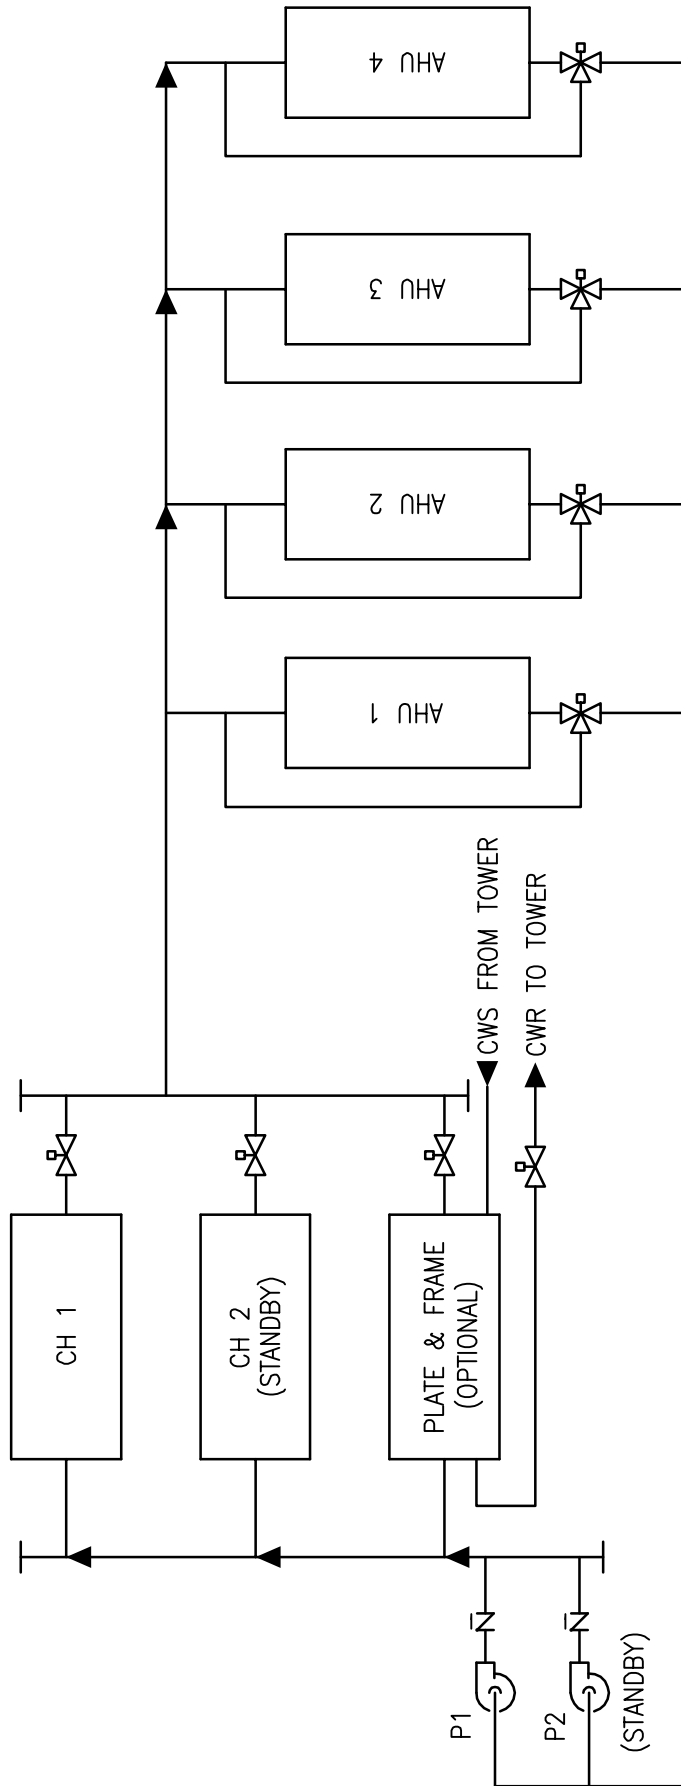 AHU 4
AHU 3
AHU 2
AHU 1
CWS FROM TOWER
CWR TO TOWER
CH 1
CH 2
(STANDBY)
PLATE & FRAME
(OPTIONAL)
P1
P2
(STANDBY)